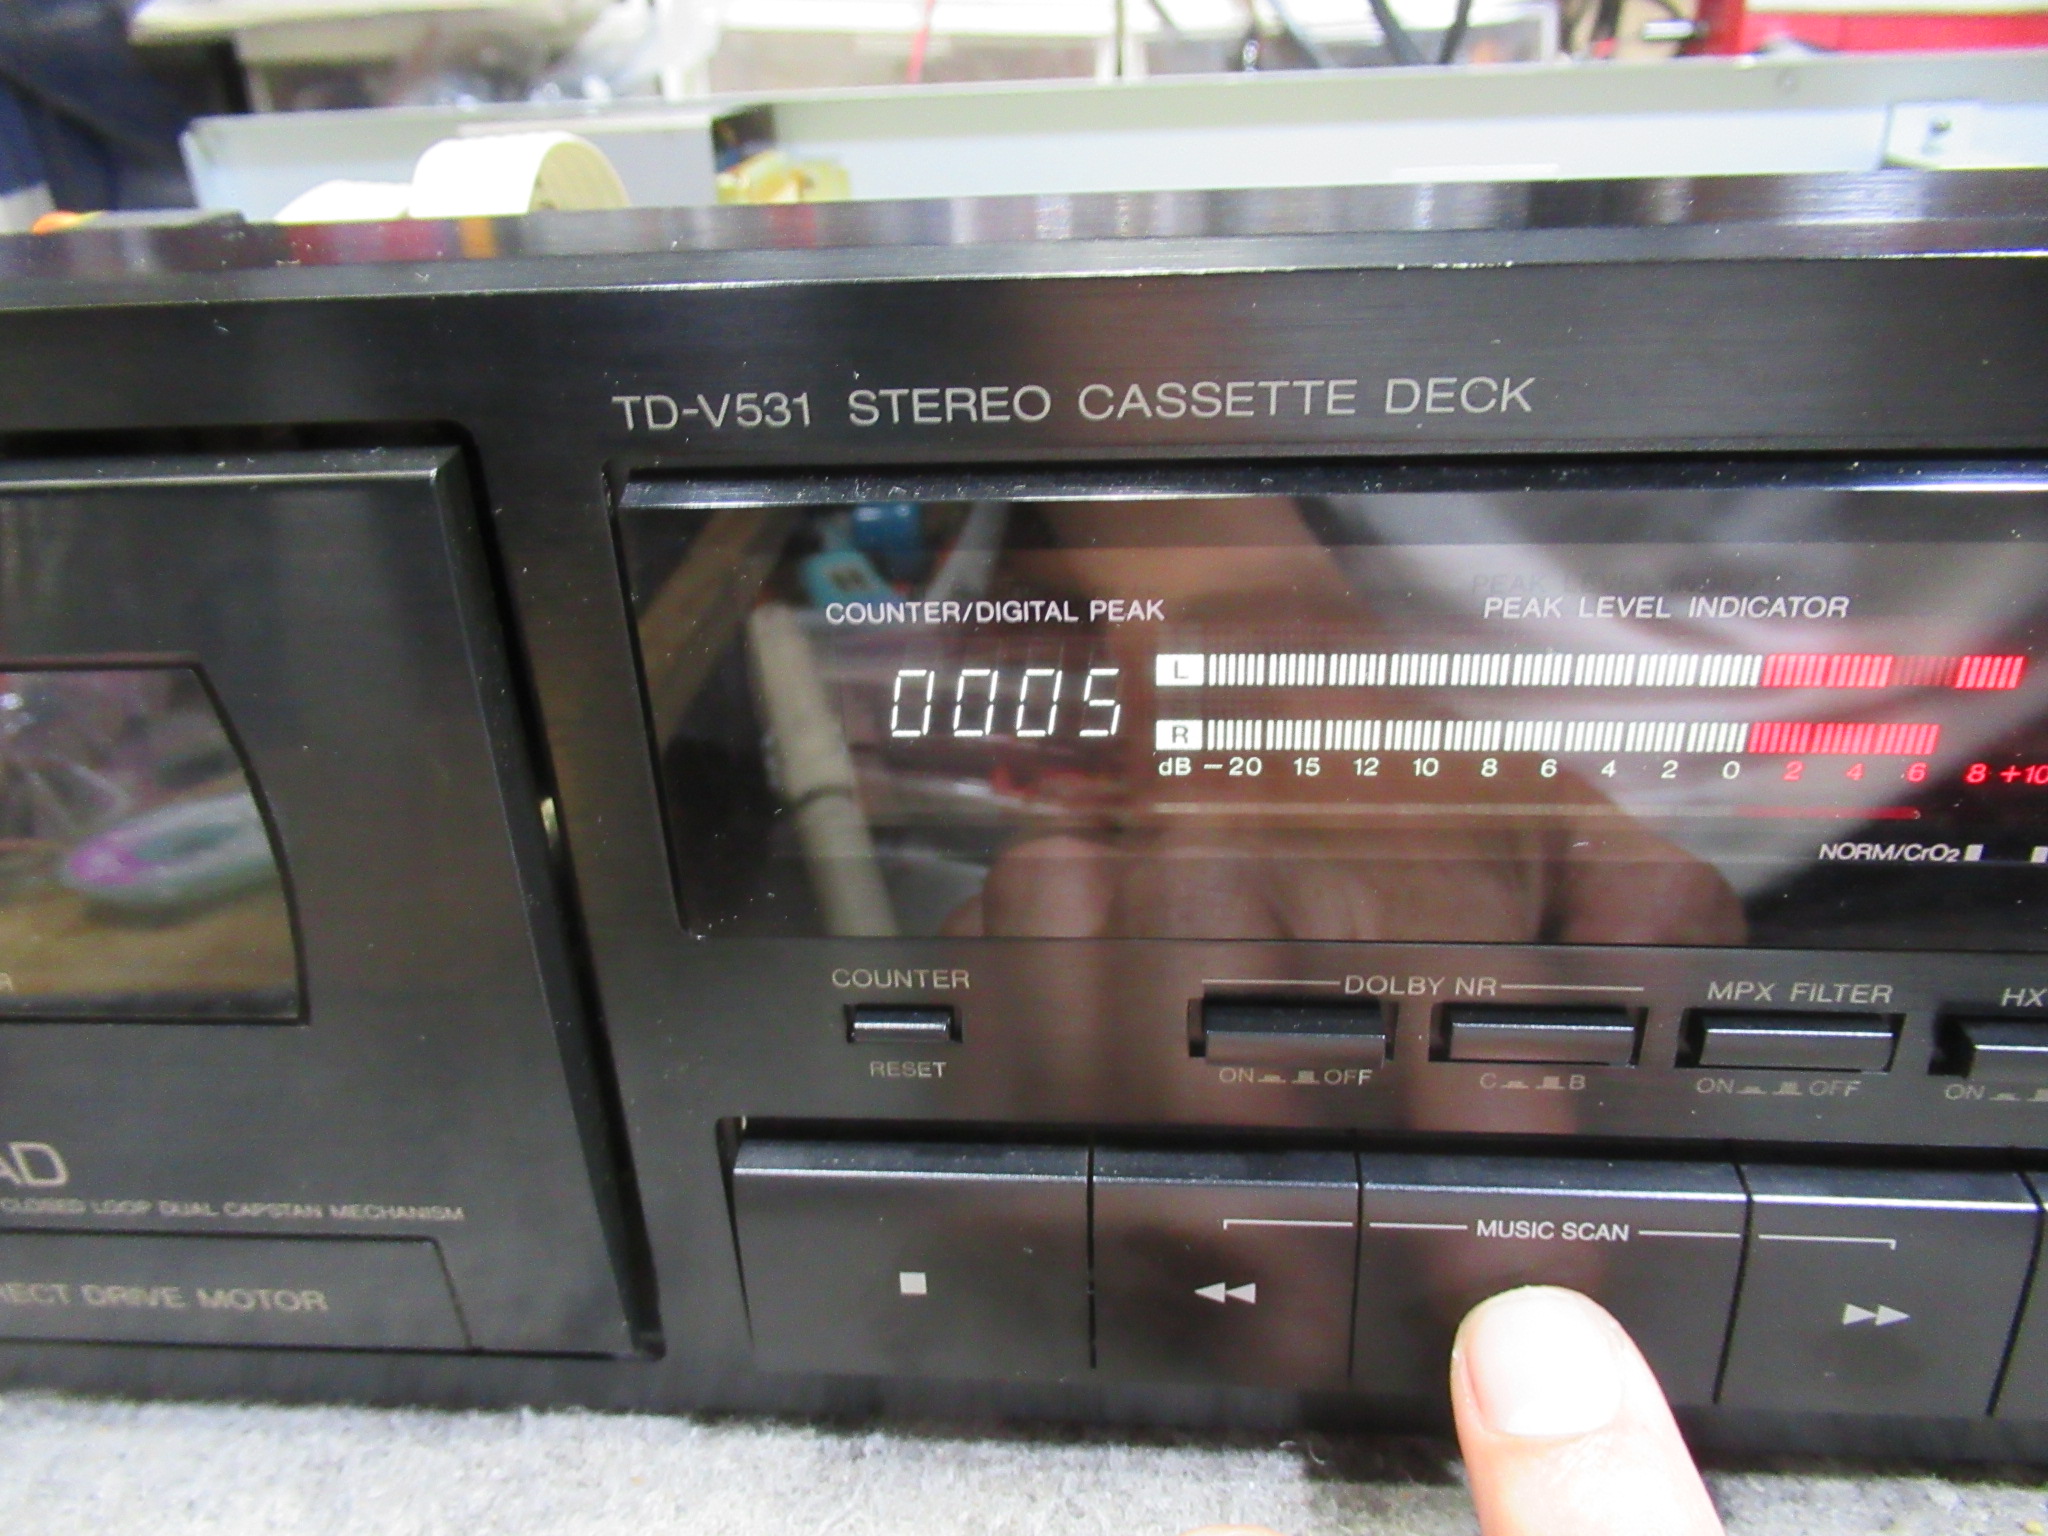 TD-V531 STEREO CASSETTE DECK
COUNTER/DIGITAL PEAK
PEAK LEVEL INDICATOR
0005
L
R
dB -20 15 12 10 8 6 4 2 0 2 4 6 8 +10
NORM/CrO2
COUNTER
DOLBY NR
MPX FILTER
HX
RESET
ON OFF
C B
ON OFF
ON
AD
CLOSED LOOP DUAL CAPSTAN MECHANISM
MUSIC SCAN
RECT DRIVE MOTOR